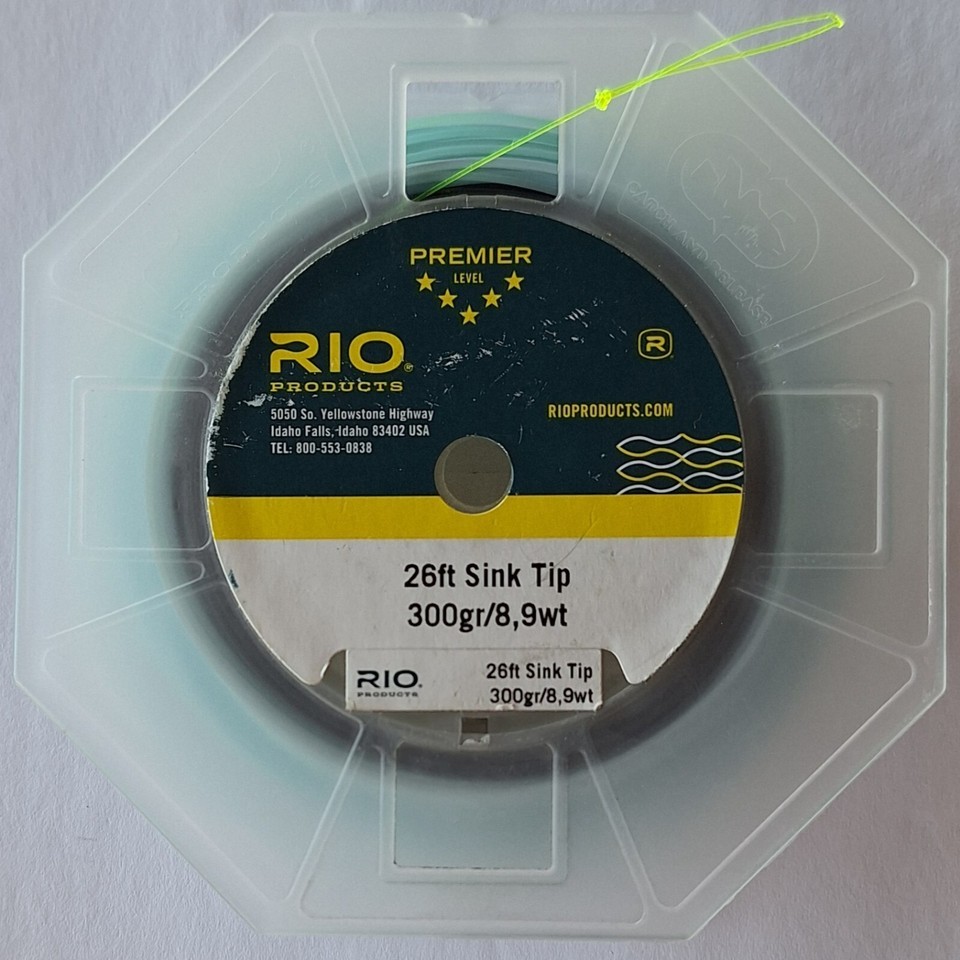 PREMIER
LEVEL
RIO®
PRODUCTS
R
5050 So. Yellowstone Highway
Idaho Falls, Idaho 83402 USA
TEL: 800-553-0838
RIOPRODUCTS.COM
26ft Sink Tip
300gr/8,9wt
RIO®
PRODUCTS
26ft Sink Tip
300gr/8,9wt